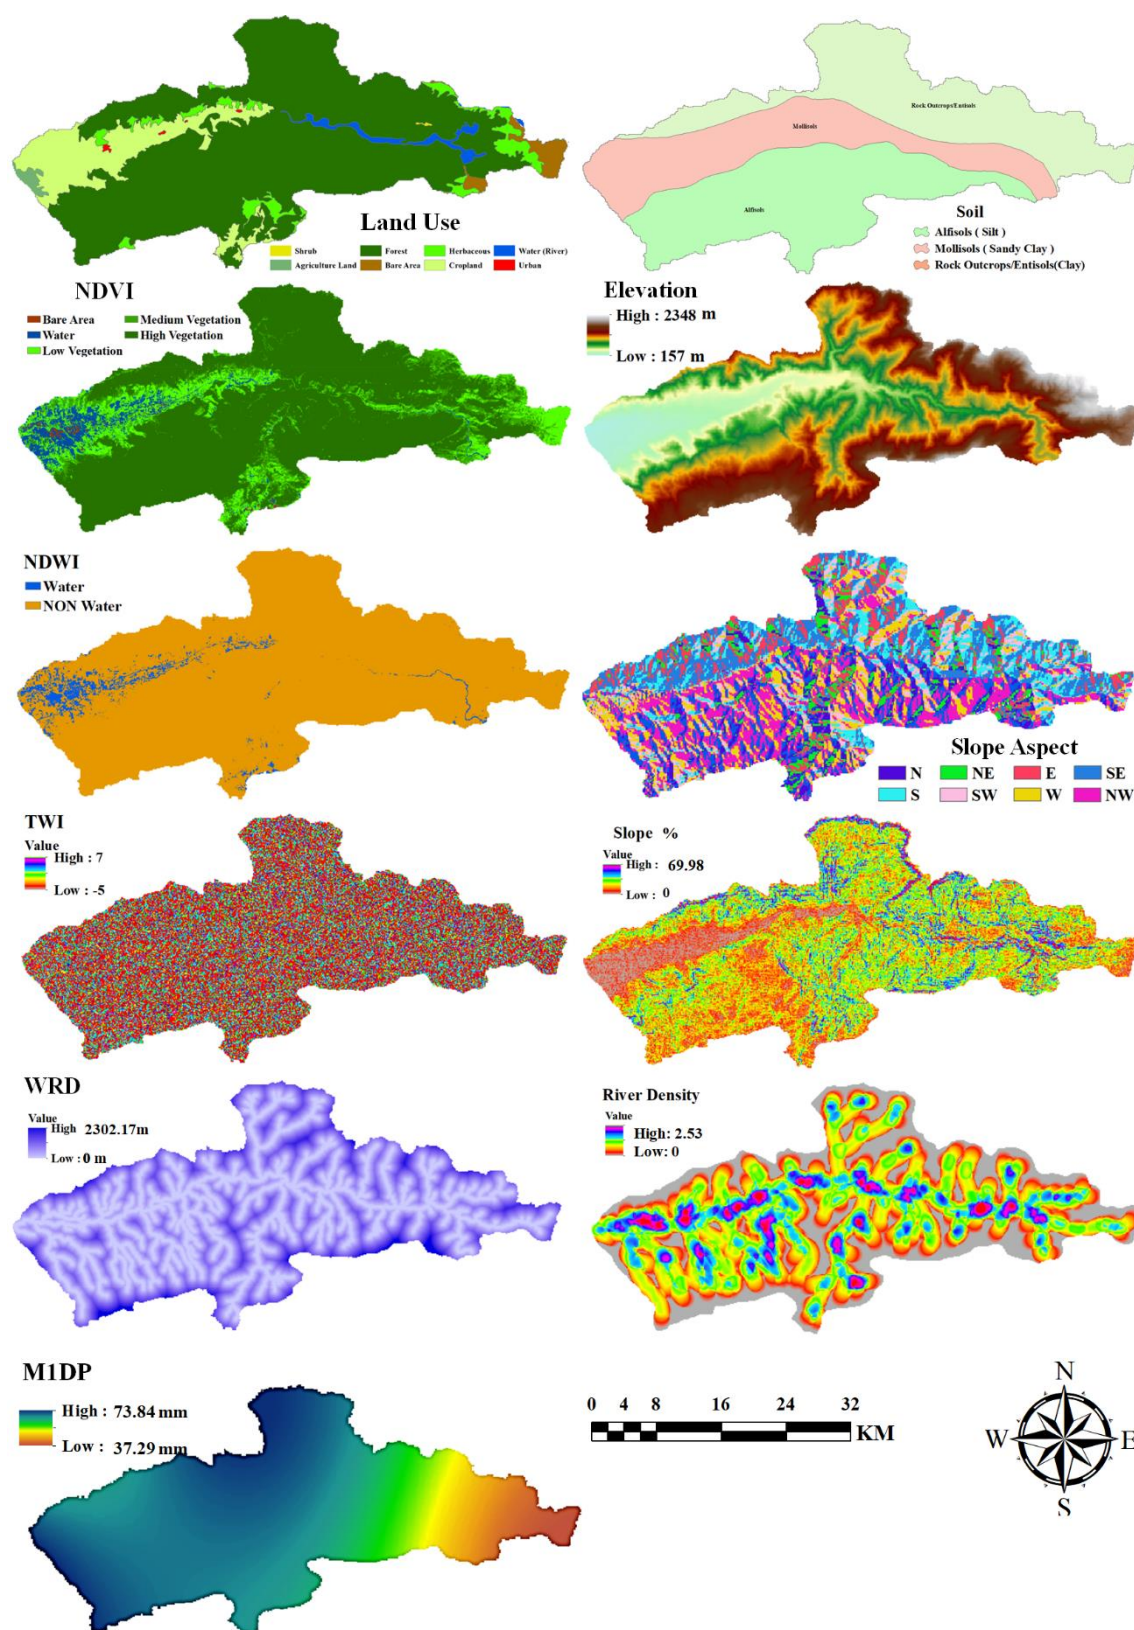 Rock Outcrops/Entisols
Mollisols
Alfisols
Land Use
Shrub
Forest
Herbaceous
Water (River)
Agriculture Land
Bare Area
Cropland
Urban
Soil
Alfisols ( Silt )
Mollisols ( Sandy Clay )
Rock Outcrops/Entisols(Clay)
NDVI
Bare Area
Medium Vegetation
Water
High Vegetation
Low Vegetation
Elevation
High : 2348 m
Low : 157 m
NDWI
Water
NON Water
Slope Aspect
N NE E SE
S SW W NW
TWI
Value
High : 7
Low : -5
Slope %
Value
High : 69.98
Low : 0
WRD
Value
High 2302.17m
Low : 0 m
River Density
Value
High: 2.53
Low: 0
M1DP
High : 73.84 mm
Low : 37.29 mm
0 4 8 16 24 32
KM
N
W E
S